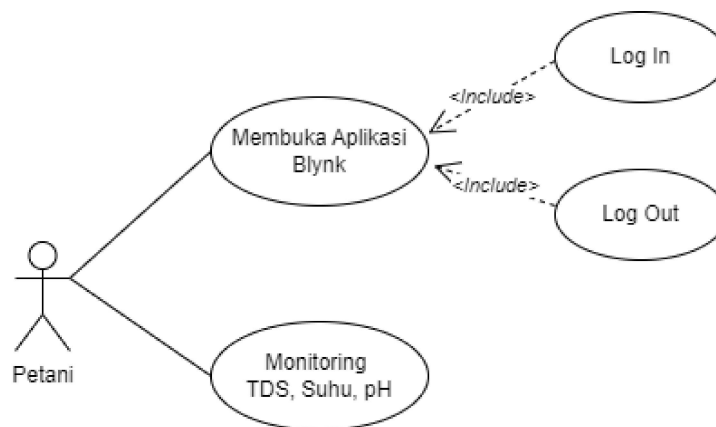 Log In
<Include>
Membuka Aplikasi
Blynk
<Include>
Log Out
Petani
Monitoring
TDS, Suhu, pH